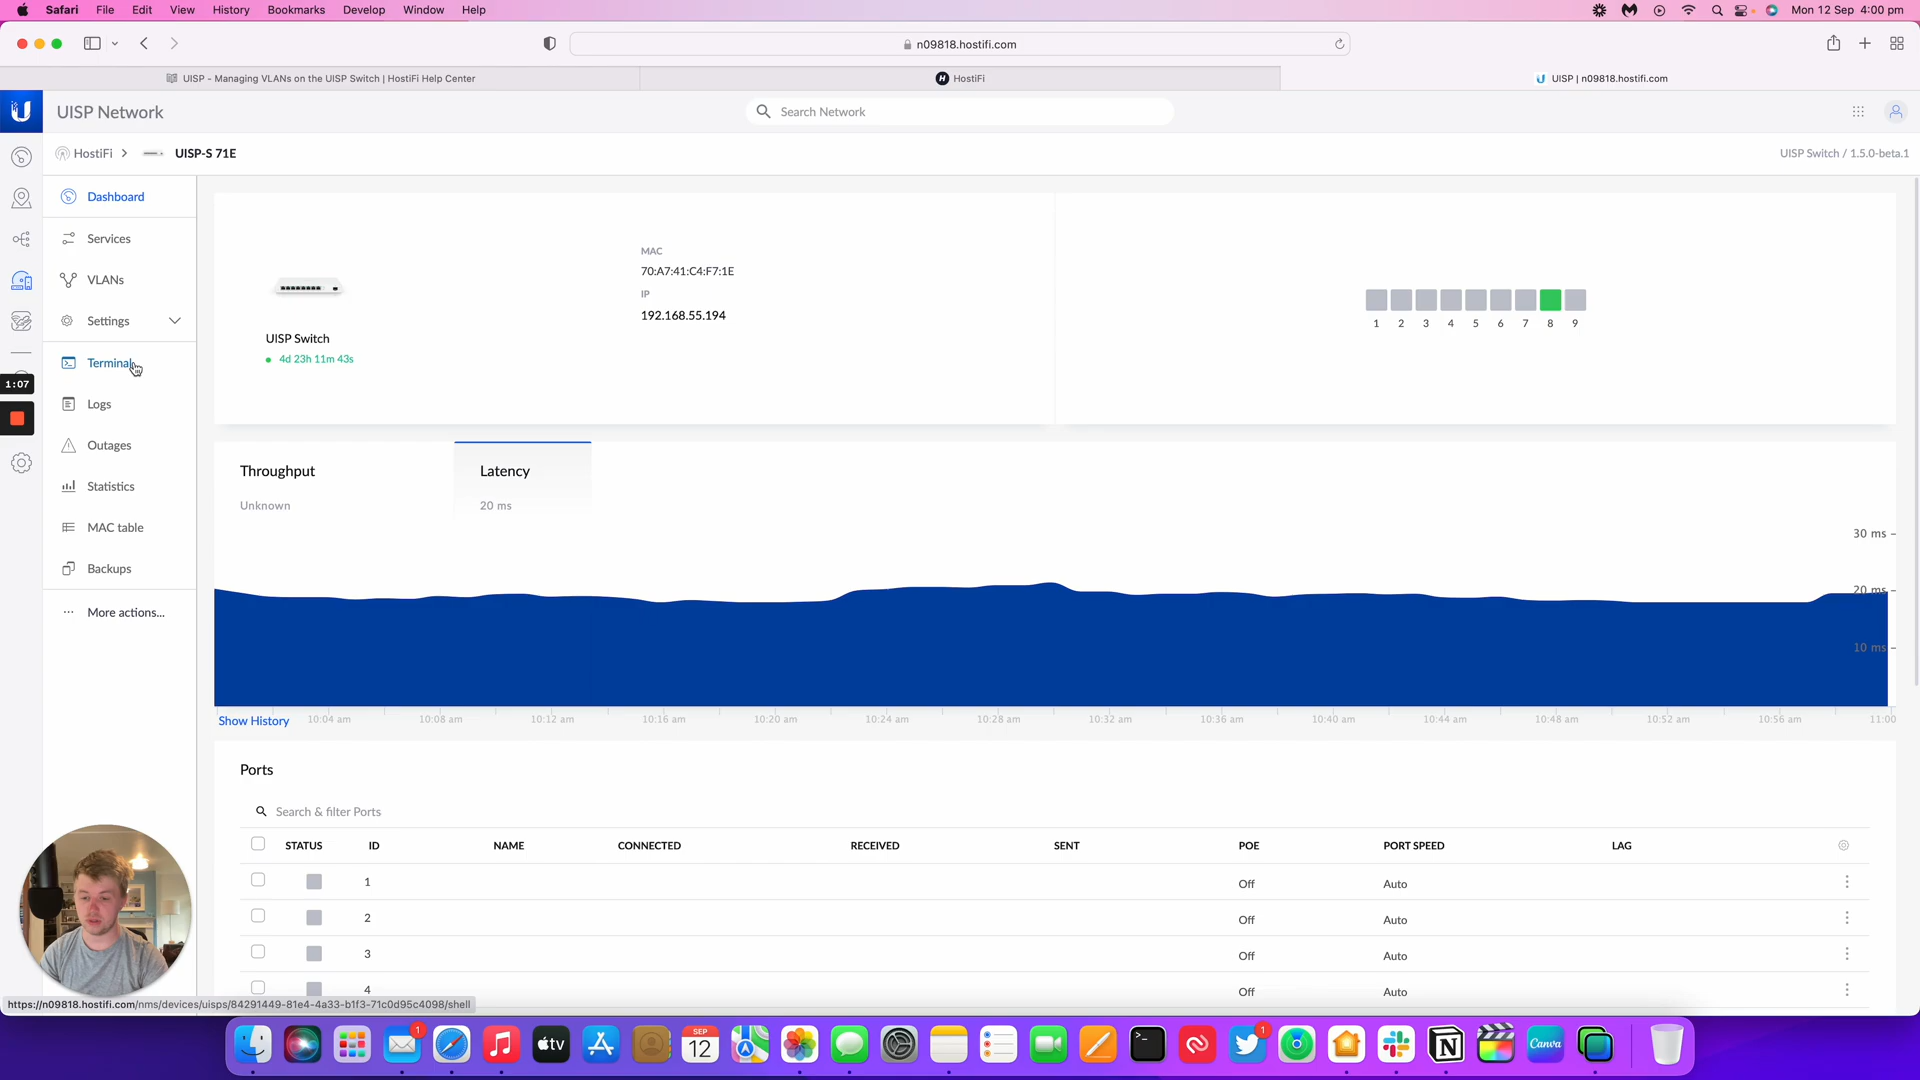 Safari File Edit View History Bookmarks Develop Window Help Mon 12 Sep 4:00 pm
n09818.hostifi.com
UISP - Managing VLANs on the UISP Switch | HostiFi Help Center
H HostiFi
U UISP | n09818.hostifi.com
U UISP Network
Search Network
HostiFi > UISP-S 71E
UISP Switch / 1.5.0-beta.1
Dashboard
Services
VLANs
Settings
Terminal
1:07
Logs
Outages
Statistics
MAC table
Backups
More actions...
MAC
70:A7:41:C4:F7:1E
IP
192.168.55.194
UISP Switch
4d 23h 11m 43s
1 2 3 4 5 6 7 8 9
Throughput
Unknown
Latency
20 ms
30 ms
20 ms
10 ms
Show History 10:04 am 10:08 am 10:12 am 10:16 am 10:20 am 10:24 am 10:28 am 10:32 am 10:36 am 10:40 am 10:44 am 10:48 am 10:52 am 10:56 am 11:00
Ports
Search & filter Ports
STATUS ID NAME CONNECTED RECEIVED SENT POE PORT SPEED LAG
1 Off Auto
2 Off Auto
3 Off Auto
4 Off Auto
https://n09818.hostifi.com/nms/devices/uisps/84291449-81e4-4a33-b1f3-71c0d95c4098/shell
1 tv SEP 12 1 N Canva